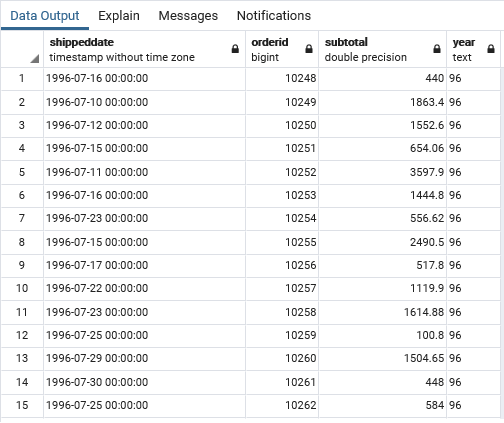 Data Output Explain Messages Notifications
shippeddate orderid subtotal year
timestamp without time zone bigint double precision text
1 1996-07-16 00:00:00 10248 440 96
2 1996-07-10 00:00:00 10249 1863.4 96
3 1996-07-12 00:00:00 10250 1552.6 96
4 1996-07-15 00:00:00 10251 654.06 96
5 1996-07-11 00:00:00 10252 3597.9 96
6 1996-07-16 00:00:00 10253 1444.8 96
7 1996-07-23 00:00:00 10254 556.62 96
8 1996-07-15 00:00:00 10255 2490.5 96
9 1996-07-17 00:00:00 10256 517.8 96
10 1996-07-22 00:00:00 10257 1119.9 96
11 1996-07-23 00:00:00 10258 1614.88 96
12 1996-07-25 00:00:00 10259 100.8 96
13 1996-07-29 00:00:00 10260 1504.65 96
14 1996-07-30 00:00:00 10261 448 96
15 1996-07-25 00:00:00 10262 584 96